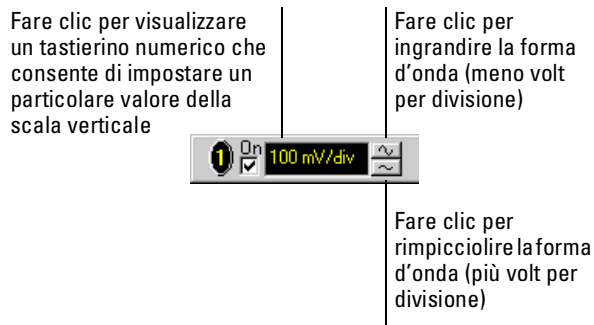 Fare clic per visualizzare
un tastierino numerico che
consente di impostare un
particolare valore della
scala verticale
Fare clic per
ingrandire la forma
d'onda (meno volt
per divisione)
1 On 100 mV/div
Fare clic per
rimpicciolire la forma
d'onda (più volt per
divisione)